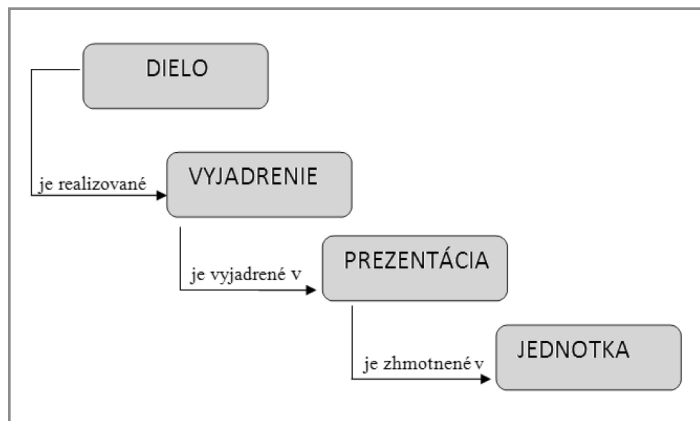 DIELO
je realizované
VYJADRENIE
je vyjadrené v
PREZENTÁCIA
je zhmotnené v
JEDNOTKA